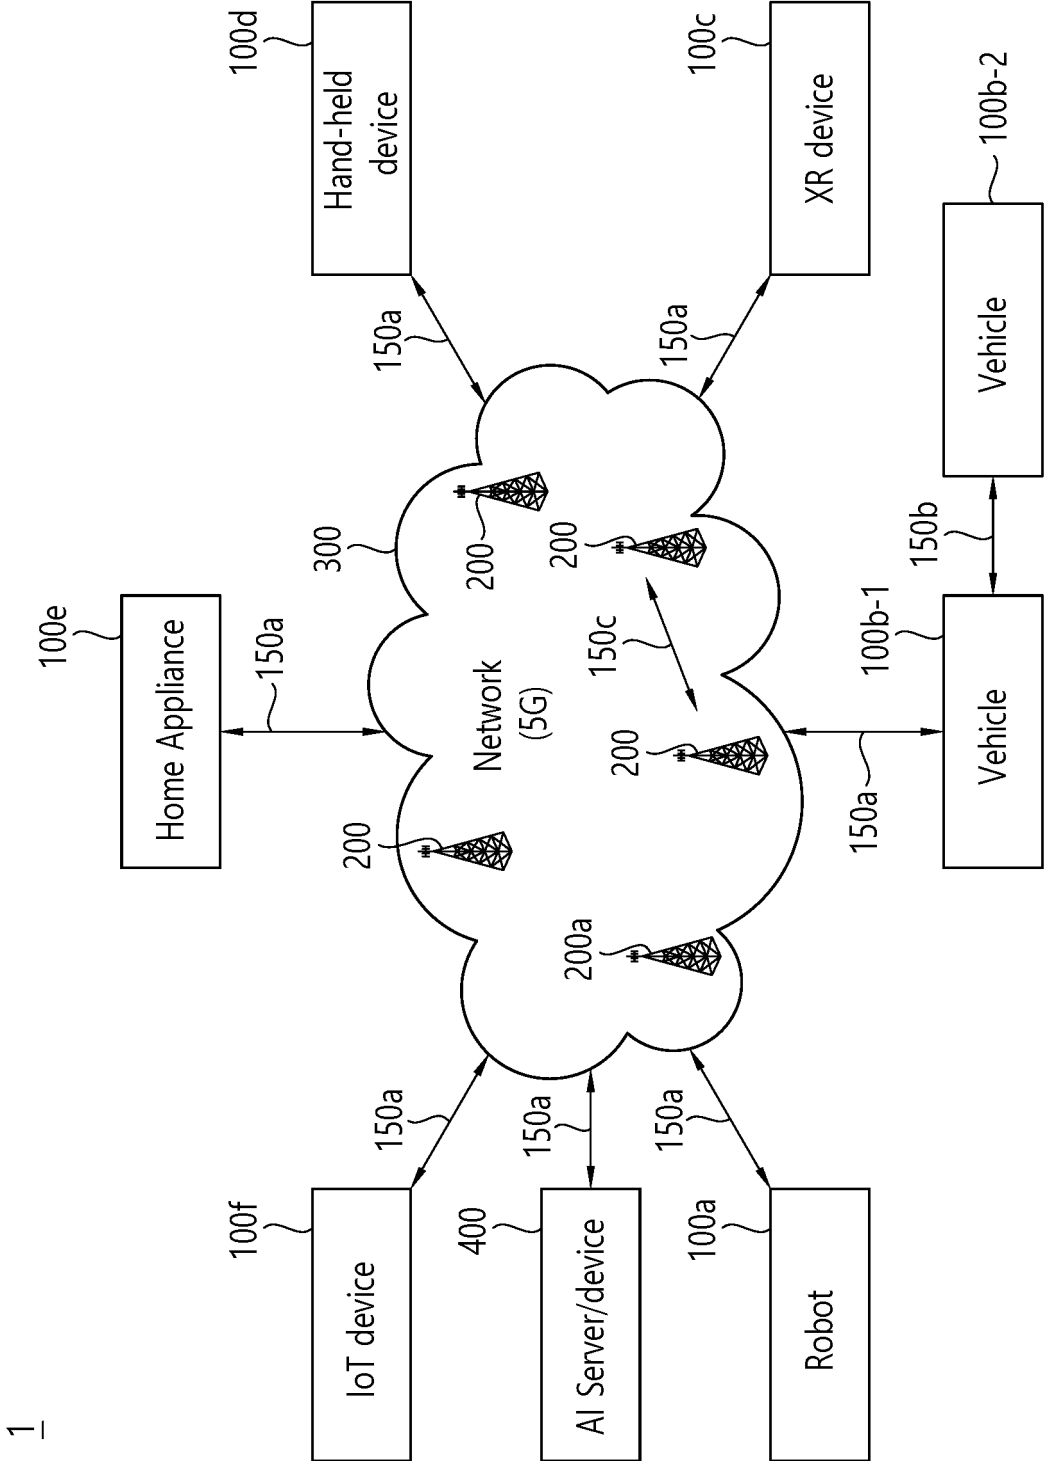 1
100e
Home Appliance
150a
100f
IoT device
150a
300
150a
100d
Hand-held
device
200
200
Network
(5G)
400
AI Server/device
150a
200a
200
150c
200
100a
Robot
150a
150a
100c
XR device
150a
100b-1
Vehicle
150b
100b-2
Vehicle